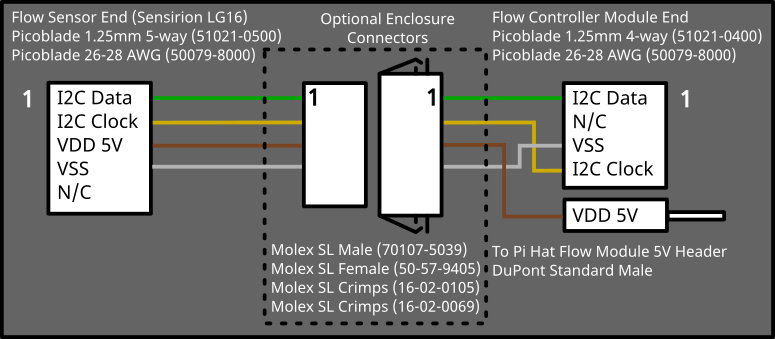 Flow Sensor End (Sensirion LG16)
Picoblade 1.25mm 5-way (51021-0500)
Picoblade 26-28 AWG (50079-8000)
Optional Enclosure
Connectors
Flow Controller Module End
Picoblade 1.25mm 4-way (51021-0400)
Picoblade 26-28 AWG (50079-8000)
1
I2C Data
I2C Clock
VDD 5V
VSS
N/C
1
1
I2C Data
N/C
VSS
I2C Clock
1
VDD 5V
Molex SL Male (70107-5039)
Molex SL Female (50-57-9405)
Molex SL Crimps (16-02-0105)
Molex SL Crimps (16-02-0069)
To Pi Hat Flow Module 5V Header
DuPont Standard Male